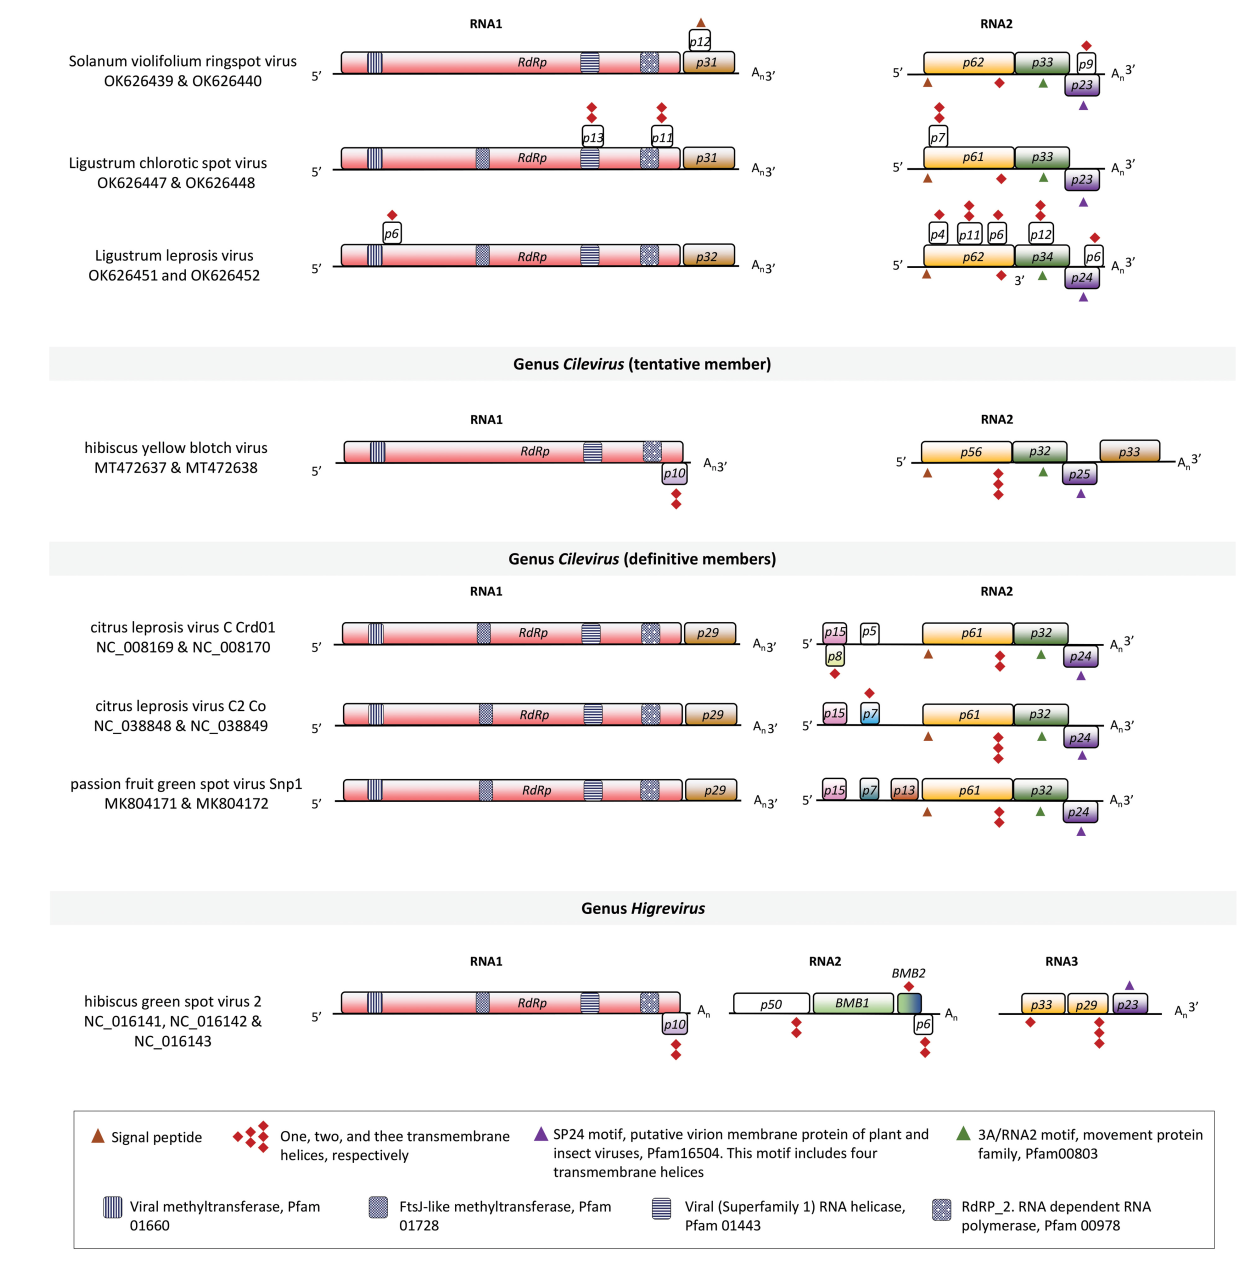 RNA1 RNA2
p12
Solanum violifolium ringspot virus
OK626439 & OK626440
5’ RdRp p31 An3’
5’ p62 p33 p9 An3’
p23
p13 p11
p7
Ligustrum chlorotic spot virus
OK626447 & OK626448
5’ RdRp p31 An3’
5’ p61 p33 An3’
p23
p6
p4 p11 p6 p12
Ligustrum leprosis virus
OK626451 and OK626452
5’ RdRp p32 An3’
5’ p62 p34 p6 An3’
3’ p24
Genus Cilevirus (tentative member)
RNA1 RNA2
hibiscus yellow blotch virus
MT472637 & MT472638
5’ RdRp An3’
p10
5’ p56 p32 p33 An3’
p25
Genus Cilevirus (definitive members)
RNA1 RNA2
citrus leprosis virus C Crd01
NC_008169 & NC_008170
5’ RdRp p29 An3’
5’ p15 p5 p61 p32 An3’
p8 p24
citrus leprosis virus C2 Co
NC_038848 & NC_038849
5’ RdRp p29 An3’
5’ p15 p7 p61 p32 An3’
p24
passion fruit green spot virus Snp1
MK804171 & MK804172
5’ RdRp p29 An3’
5’ p15 p7 p13 p61 p32 An3’
p24
Genus Higrevirus
RNA1 RNA2 RNA3
BMB2
hibiscus green spot virus 2
NC_016141, NC_016142 &
NC_016143
5’ RdRp An
p10
p50 BMB1 An
p6
p33 p29 p23 An3’
Signal peptide
One, two, and thee transmembrane
helices, respectively
SP24 motif, putative virion membrane protein of plant and
insect viruses, Pfam16504. This motif includes four
transmembrane helices
3A/RNA2 motif, movement protein
family, Pfam00803
Viral methyltransferase, Pfam
01660
FtsJ-like methyltransferase, Pfam
01728
Viral (Superfamily 1) RNA helicase,
Pfam 01443
RdRP_2. RNA dependent RNA
polymerase, Pfam 00978